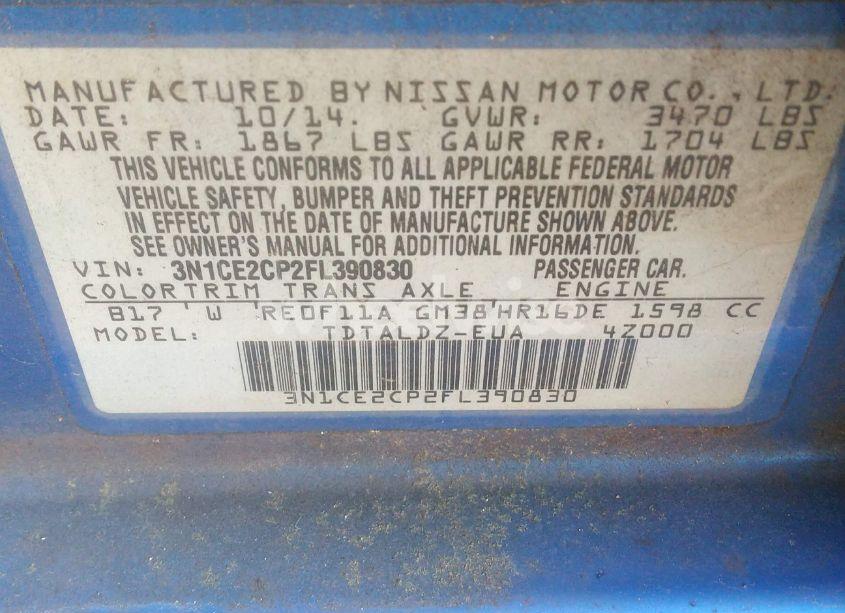 MANUFACTURED BY NISSAN MOTOR CO., LTD.
DATE: 10/14. GVWR: 3470 LBS
GAWR FR: 1867 LBS GAWR RR: 1704 LBS
THIS VEHICLE CONFORMS TO ALL APPLICABLE FEDERAL MOTOR
VEHICLE SAFETY, BUMPER AND THEFT PREVENTION STANDARDS
IN EFFECT ON THE DATE OF MANUFACTURE SHOWN ABOVE.
SEE OWNER'S MANUAL FOR ADDITIONAL INFORMATION.
VIN: 3N1CE2CP2FL390830 PASSENGER CAR.
COLORTRIM TRANS AXLE ENGINE
B17 W RE0F11A GM38 HR16DE 1598 CC
MODEL: TDTALDZ-EUA 4Z000
3N1CE2CP2FL390830